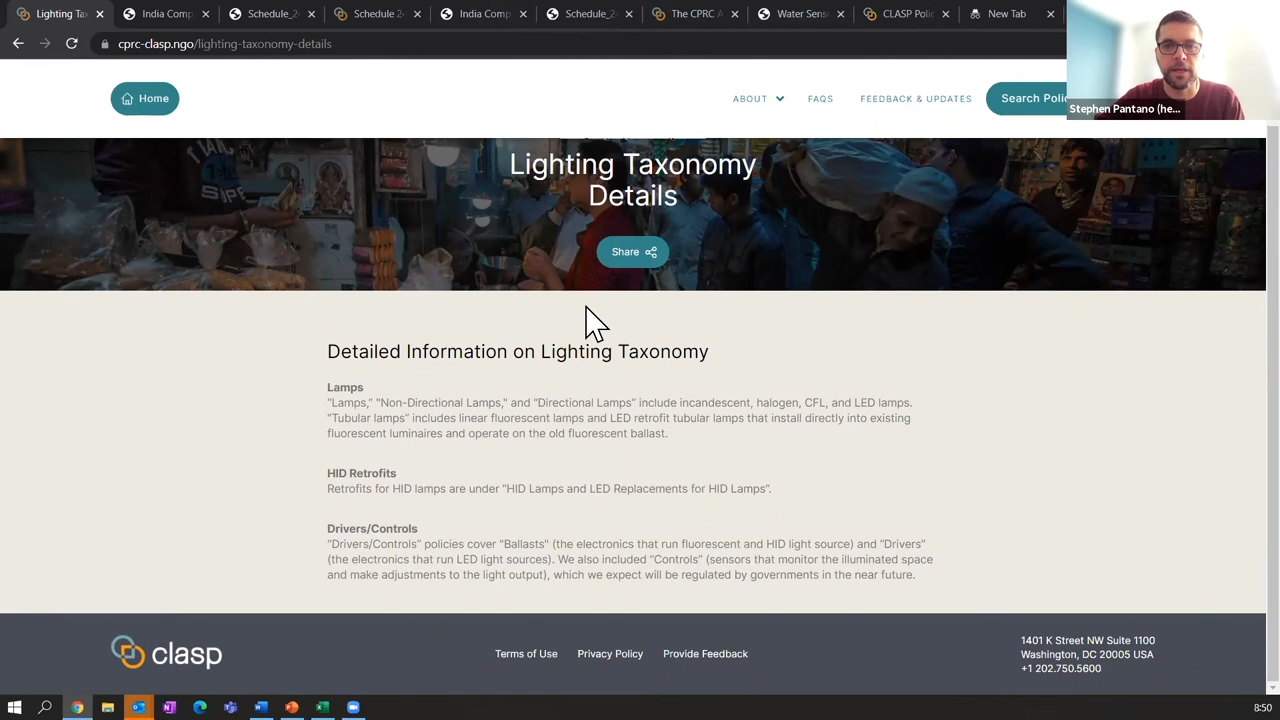 Lighting Ta
India Comp
Schedule_2
Schedule 2
India Comp
Schedule_2
The CPRC A
Water Sens
CLASP Poli
New Tab
cprc-clasp.ngo/lighting-taxonomy-details
Home
ABOUT
FAQS
FEEDBACK & UPDATES
Search Poli
Stephen Pantano (he...
Lighting Taxonomy
Details
Share
Detailed Information on Lighting Taxonomy
Lamps
"Lamps," "Non-Directional Lamps," and "Directional Lamps" include incandescent, halogen, CFL, and LED lamps.
"Tubular lamps" includes linear fluorescent lamps and LED retrofit tubular lamps that install directly into existing
fluorescent luminaires and operate on the old fluorescent ballast.
HID Retrofits
Retrofits for HID lamps are under "HID Lamps and LED Replacements for HID Lamps".
Drivers/Controls
"Drivers/Controls" policies cover "Ballasts" (the electronics that run fluorescent and HID light source) and "Drivers"
(the electronics that run LED light sources). We also included "Controls" (sensors that monitor the illuminated space
and make adjustments to the light output), which we expect will be regulated by governments in the near future.
clasp
Terms of Use
Privacy Policy
Provide Feedback
1401 K Street NW Suite 1100
Washington, DC 20005 USA
+1 202.750.5600
8:50